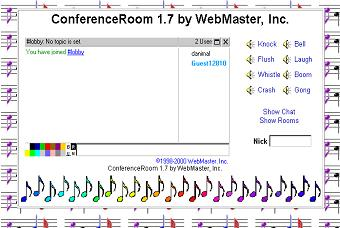 ConferenceRoom 1.7 by WebMaster, Inc.
#lobby: No topic is set
2 User
You have joined #lobby
danimal
Guest12010
Knock
Bell
Flush
Laugh
Whistle
Boom
Crash
Gong
Show Chat
Show Rooms
Nick
©1998-2000 WebMaster, Inc.
ConferenceRoom 1.7 by WebMaster, Inc.